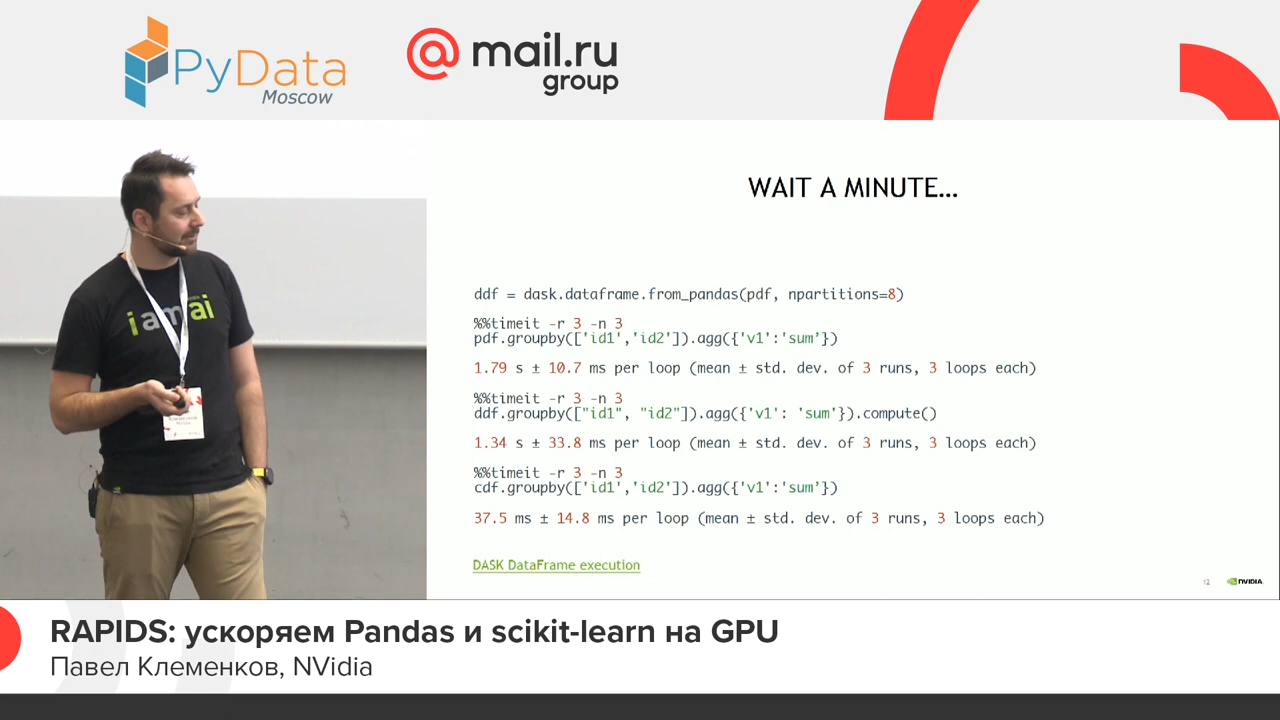 PyData
Moscow
@mail.ru
group
WAIT A MINUTE...
ddf = dask.dataframe.from_pandas(pdf, npartitions=8)
%%timeit -r 3 -n 3
pdf.groupby(['id1','id2']).agg({'v1':'sum’})
1.79 s ± 10.7 ms per loop (mean ± std. dev. of 3 runs, 3 loops each)
%%timeit -r 3 -n 3
ddf.groupby(["id1", "id2"]).agg({'v1': 'sum'}).compute()
1.34 s ± 33.8 ms per loop (mean ± std. dev. of 3 runs, 3 loops each)
%%timeit -r 3 -n 3
cdf.groupby(['id1','id2']).agg({'v1':'sum’})
37.5 ms ± 14.8 ms per loop (mean ± std. dev. of 3 runs, 3 loops each)
DASK DataFrame execution
12
NVIDIA
i am ai
RAPIDS: ускоряем Pandas и scikit-learn на GPU
Павел Клеменков, NVidia